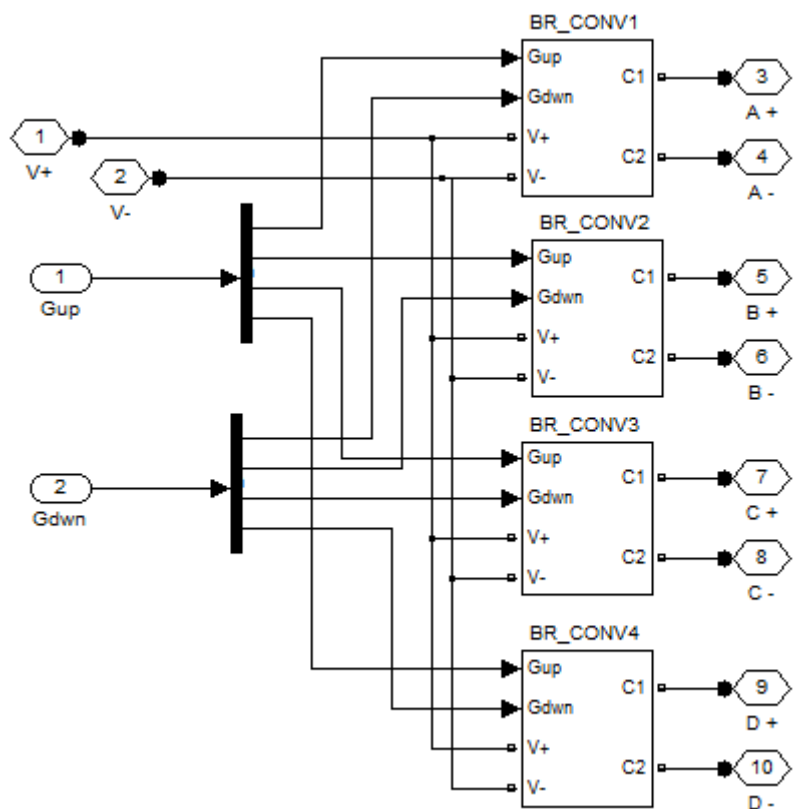 BR_CONV1
Gup
C1
3
A +
Gdwn
1
V+
V+
C2
4
A -
2
V-
V-
BR_CONV2
1
Gup
Gup
C1
5
B +
Gdwn
V+
C2
6
B -
V-
BR_CONV3
2
Gdwn
Gup
C1
7
C +
Gdwn
V+
C2
8
C -
V-
BR_CONV4
Gup
C1
9
D +
Gdwn
V+
C2
10
D -
V-